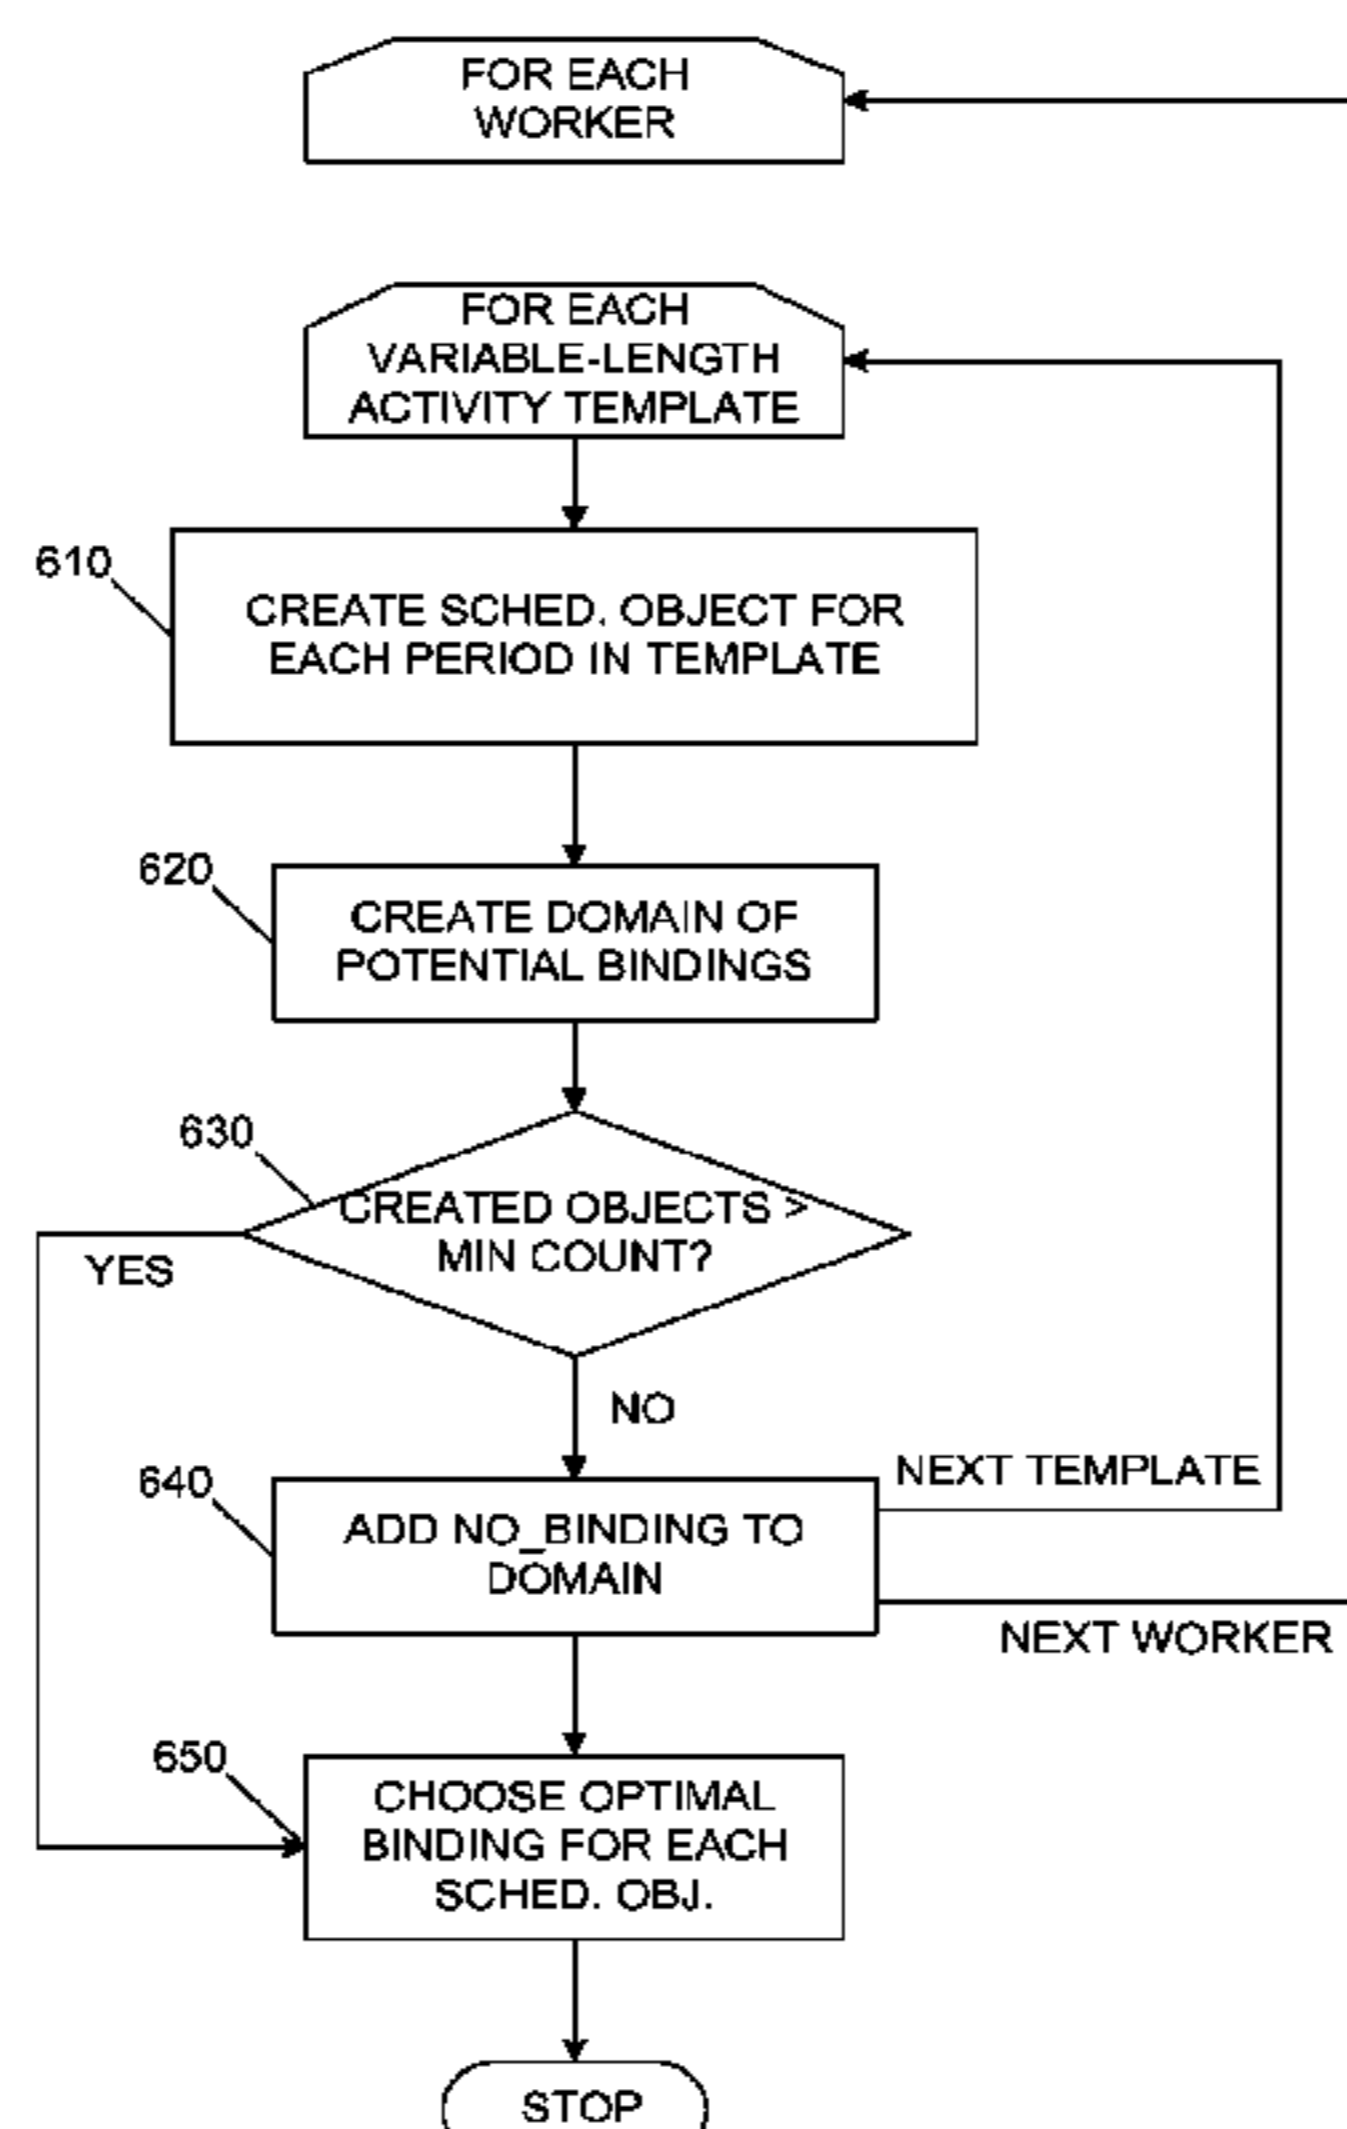 FOR EACH
WORKER
FOR EACH
VARIABLE-LENGTH
ACTIVITY TEMPLATE
610
CREATE SCHED. OBJECT FOR
EACH PERIOD IN TEMPLATE
620
CREATE DOMAIN OF
POTENTIAL BINDINGS
630
CREATED OBJECTS >
MIN COUNT?
YES
NO
640
ADD NO_BINDING TO
DOMAIN
NEXT TEMPLATE
NEXT WORKER
650
CHOOSE OPTIMAL
BINDING FOR EACH
SCHED. OBJ.
STOP